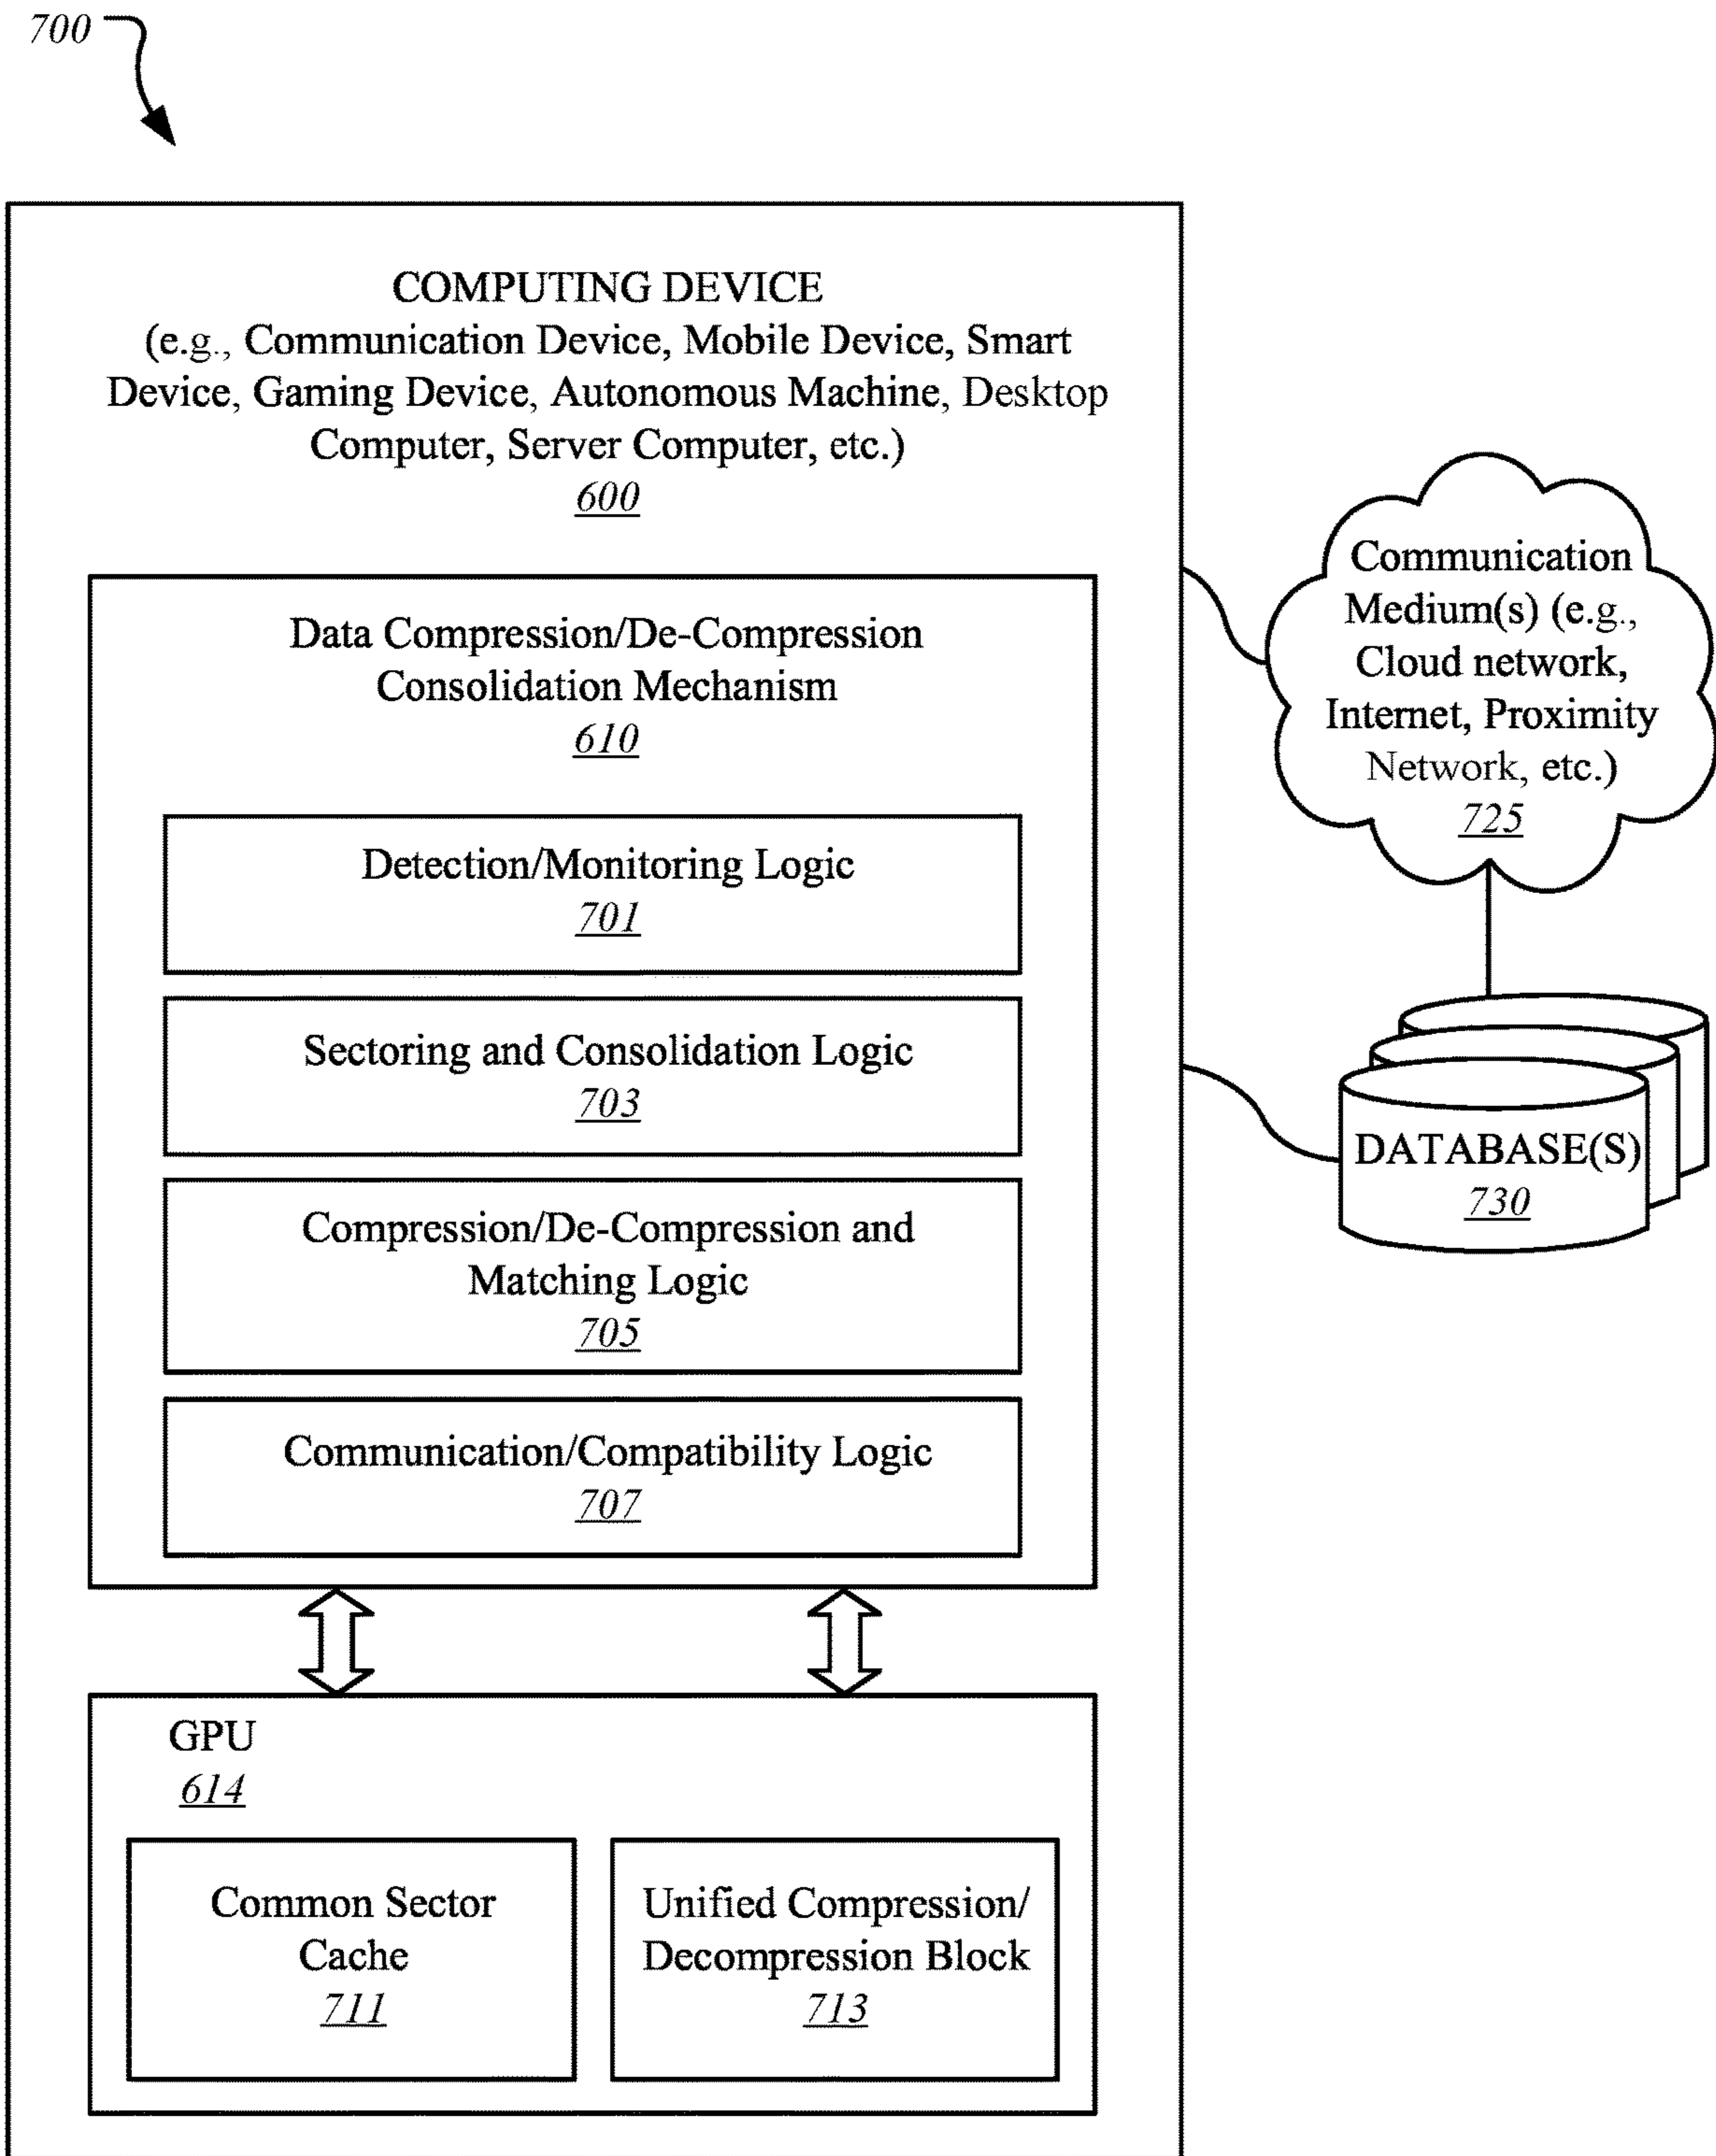 700
COMPUTING DEVICE
(e.g., Communication Device, Mobile Device, Smart
Device, Gaming Device, Autonomous Machine, Desktop
Computer, Server Computer, etc.)
600
Data Compression/De-Compression
Consolidation Mechanism
610
Detection/Monitoring Logic
701
Sectoring and Consolidation Logic
703
Compression/De-Compression and
Matching Logic
705
Communication/Compatibility Logic
707
GPU
614
Common Sector
Cache
711
Unified Compression/
Decompression Block
713
Communication
Medium(s) (e.g.,
Cloud network,
Internet, Proximity
Network, etc.)
725
DATABASE(S)
730